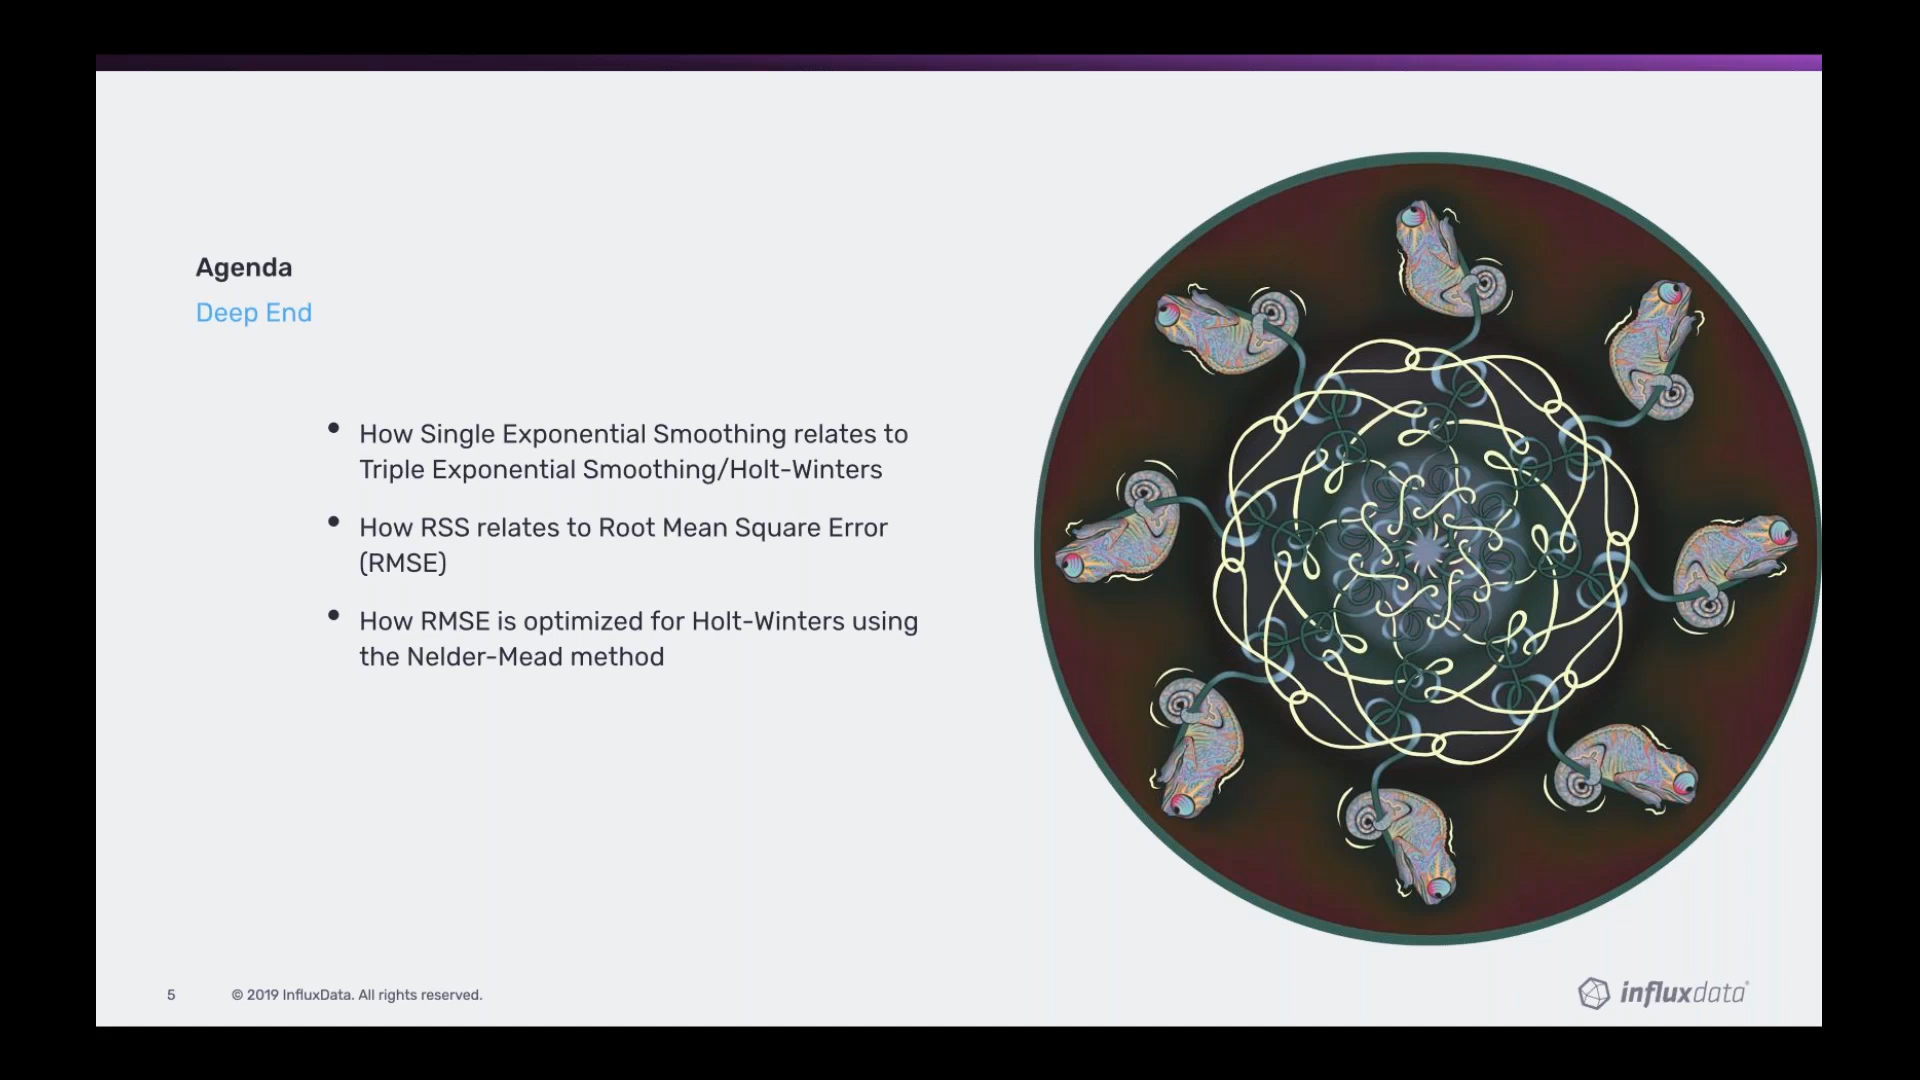 Agenda
Deep End
• How Single Exponential Smoothing relates to
Triple Exponential Smoothing/Holt-Winters
• How RSS relates to Root Mean Square Error
(RMSE)
• How RMSE is optimized for Holt-Winters using
the Nelder-Mead method
5 © 2019 InfluxData. All rights reserved.
influxdata®